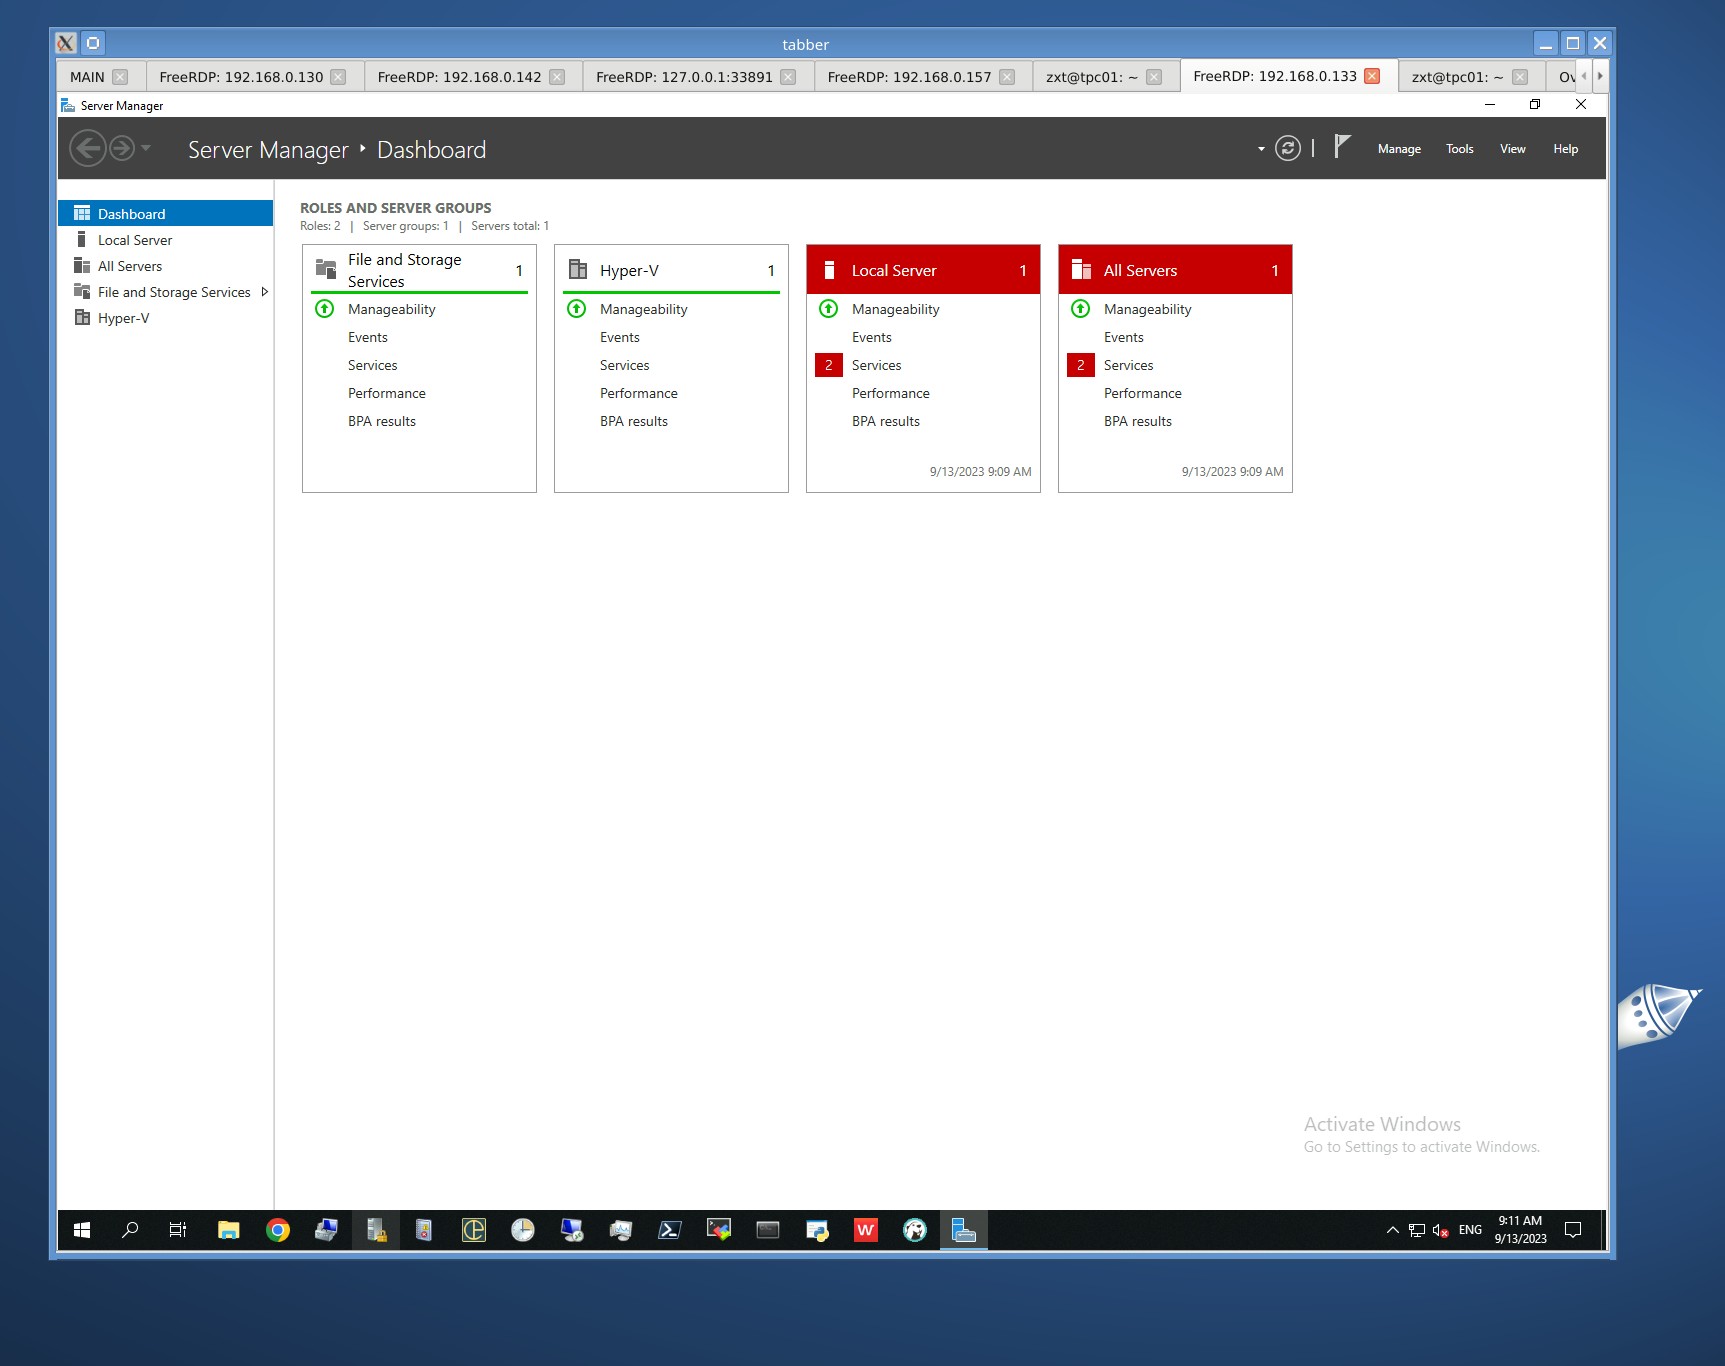 tabber
MAIN
FreeRDP: 192.168.0.130
FreeRDP: 192.168.0.142
FreeRDP: 127.0.0.1:33891
FreeRDP: 192.168.0.157
zxt@tpc01: ~
FreeRDP: 192.168.0.133
zxt@tpc01: ~
Ov
Server Manager
Server Manager ‣ Dashboard
Manage
Tools
View
Help
Dashboard
Local Server
All Servers
File and Storage Services
Hyper-V
ROLES AND SERVER GROUPS
Roles: 2 | Server groups: 1 | Servers total: 1
File and Storage
Services
1
Manageability
Events
Services
Performance
BPA results
Hyper-V 1
Manageability
Events
Services
Performance
BPA results
Local Server 1
Manageability
Events
2 Services
Performance
BPA results
9/13/2023 9:09 AM
All Servers 1
Manageability
Events
2 Services
Performance
BPA results
9/13/2023 9:09 AM
Activate Windows
Go to Settings to activate Windows.
W
ENG
9:11 AM
9/13/2023